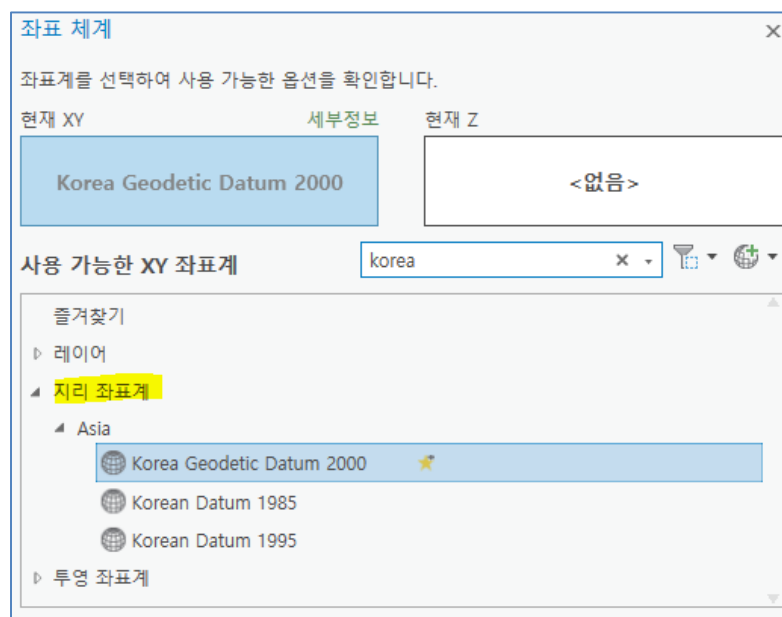 좌표 체계
좌표계를 선택하여 사용 가능한 옵션을 확인합니다.
현재 XY 세부정보 현재 Z
Korea Geodetic Datum 2000 <없음>
사용 가능한 XY 좌표계 korea
즐겨찾기
레이어
지리 좌표계
Asia
Korea Geodetic Datum 2000
Korean Datum 1985
Korean Datum 1995
투영 좌표계